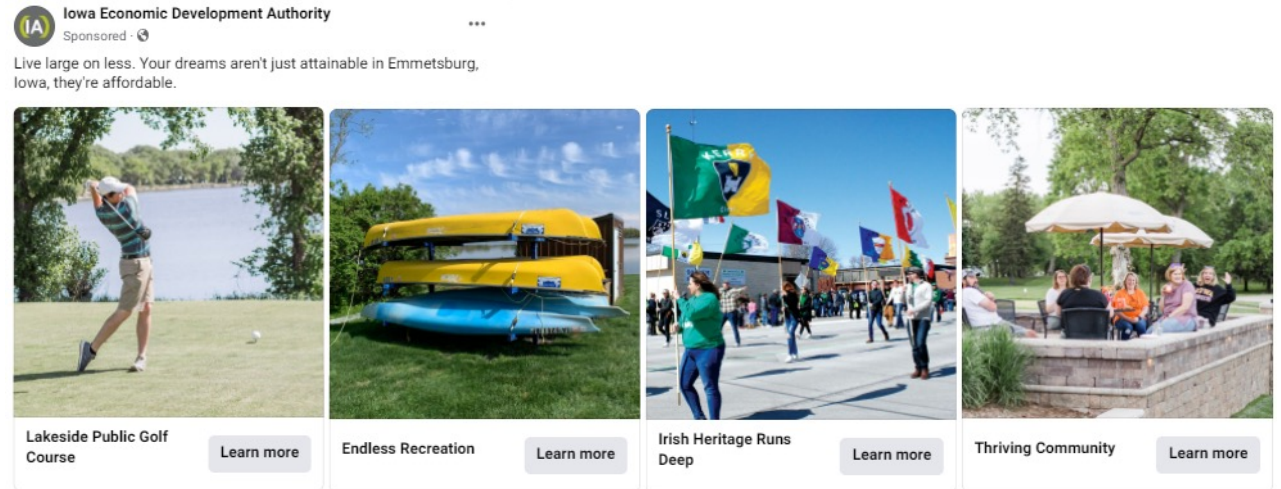 (IA)
Iowa Economic Development Authority
Sponsored ·
Live large on less. Your dreams aren't just attainable in Emmetsburg,
Iowa, they're affordable.
Lakeside Public Golf
Course
Learn more
Endless Recreation
Learn more
Irish Heritage Runs
Deep
Learn more
Thriving Community
Learn more